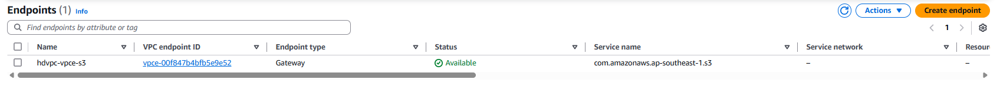 Endpoints (1) Info
Actions
Create endpoint
Find endpoints by attribute or tag
1
Name VPC endpoint ID Endpoint type Status Service name Service network Resour
hdvpc-vpce-s3 vpce-00f847b4bfb5e9e52 Gateway Available com.amazonaws.ap-southeast-1.s3 – –